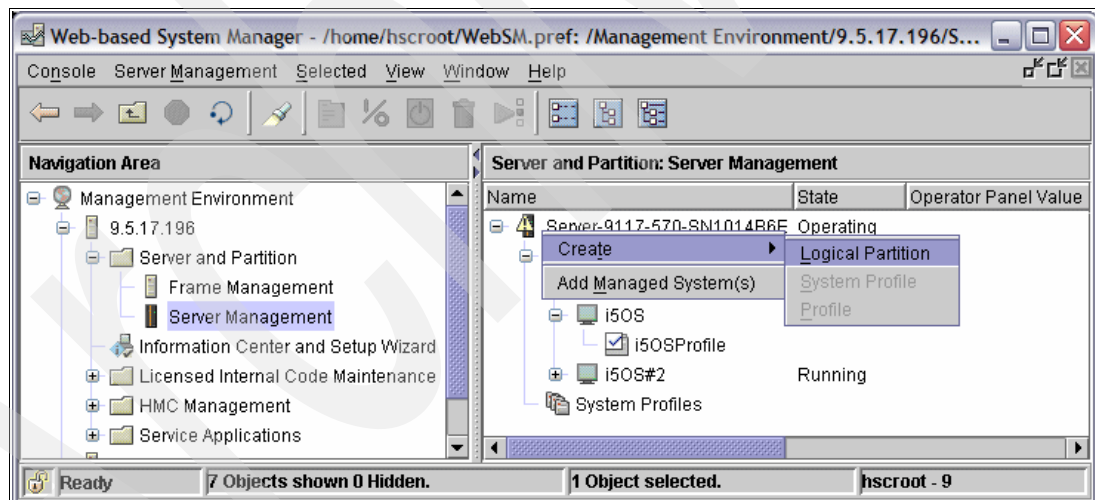 Web-based System Manager - /home/hscroot/WebSM.pref: /Management Environment/9.5.17.196/S...
Console Server Management Selected View Window Help
Navigation Area
Management Environment
9.5.17.196
Server and Partition
Frame Management
Server Management
Information Center and Setup Wizard
Licensed Internal Code Maintenance
HMC Management
Service Applications
Server and Partition: Server Management
Name State Operator Panel Value
Server-9117-570-SN1014B6E Operating
Create
Add Managed System(s)
Logical Partition
System Profile
Profile
i5OS
i5OSProfile
i5OS#2 Running
System Profiles
Ready 7 Objects shown 0 Hidden. 1 Object selected. hscroot - 9